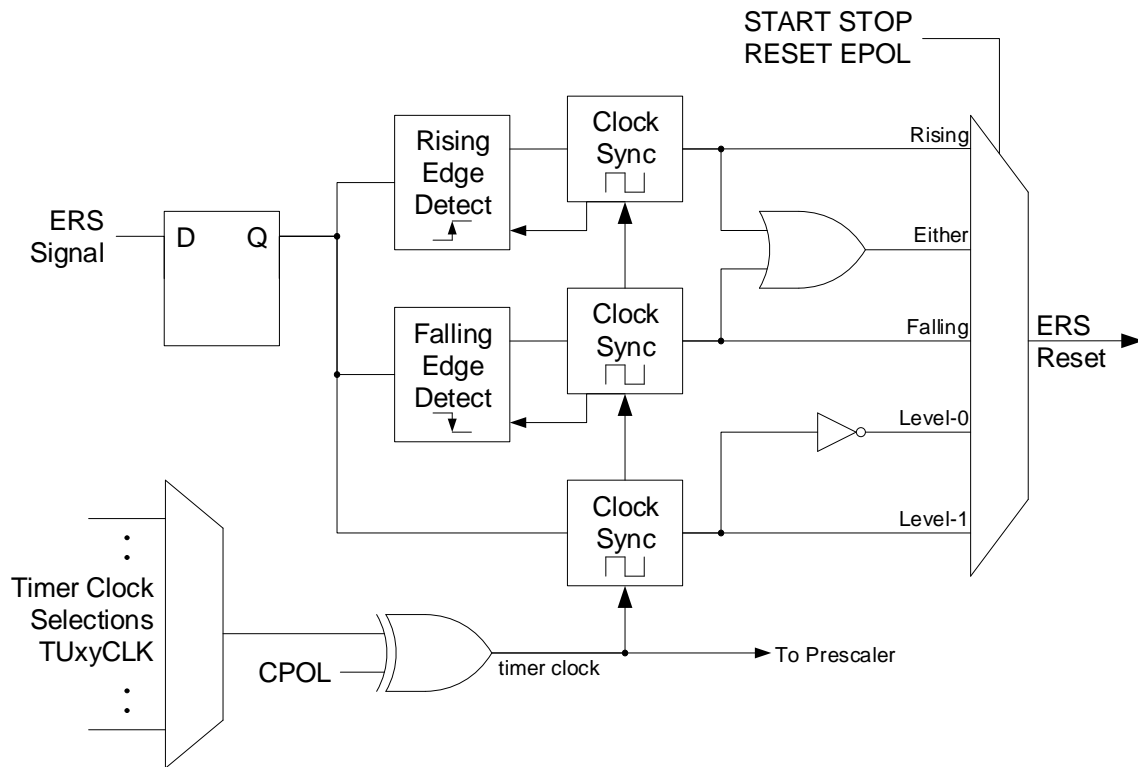 START STOP
RESET EPOL
Rising
Edge
Detect
Clock
Sync
Rising
ERS
Signal
D Q
Either
Falling
Edge
Detect
Clock
Sync
Falling
ERS
Reset
Level-0
Clock
Sync
Level-1
Timer Clock
Selections
TUxyCLK
CPOL
timer clock
To Prescaler